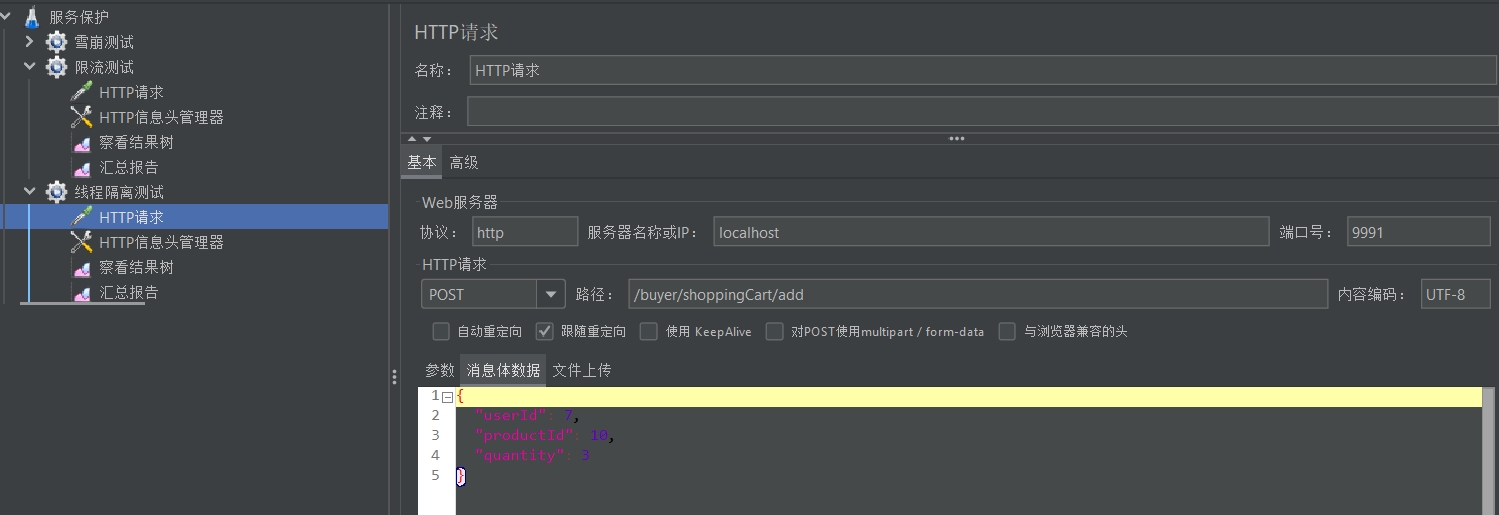 服务保护
雪崩测试
限流测试
HTTP请求
HTTP信息头管理器
察看结果树
汇总报告
线程隔离测试
HTTP请求
HTTP信息头管理器
察看结果树
汇总报告
HTTP请求
名称： HTTP请求
注释：
基本 高级
Web服务器
协议： http 服务器名称或IP： localhost 端口号： 9991
HTTP请求
POST 路径： /buyer/shoppingCart/add 内容编码： UTF-8
自动重定向 跟随重定向 使用 KeepAlive 对POST使用multipart / form-data 与浏览器兼容的头
参数 消息体数据 文件上传
1 {
2 "userId": 7,
3 "productId": 10,
4 "quantity": 3
5 }